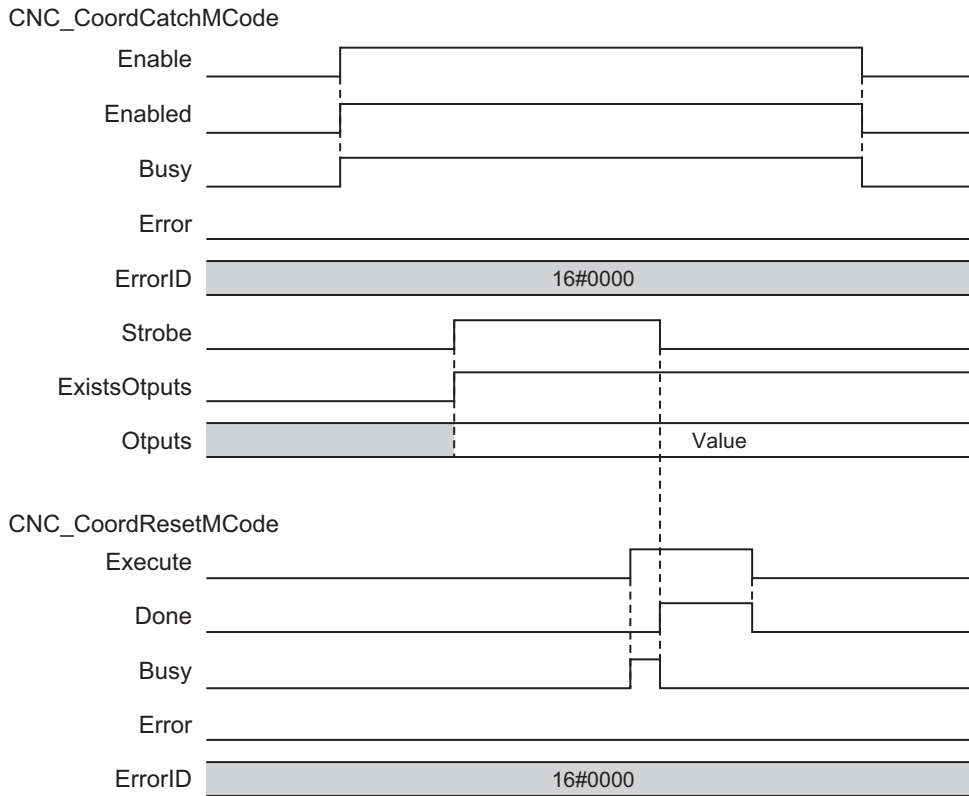 CNC_CoordCatchMCode
Enable
Enabled
Busy
Error
ErrorID 16#0000
Strobe
ExistsOtputs
Otputs Value
CNC_CoordResetMCode
Execute
Done
Busy
Error
ErrorID 16#0000